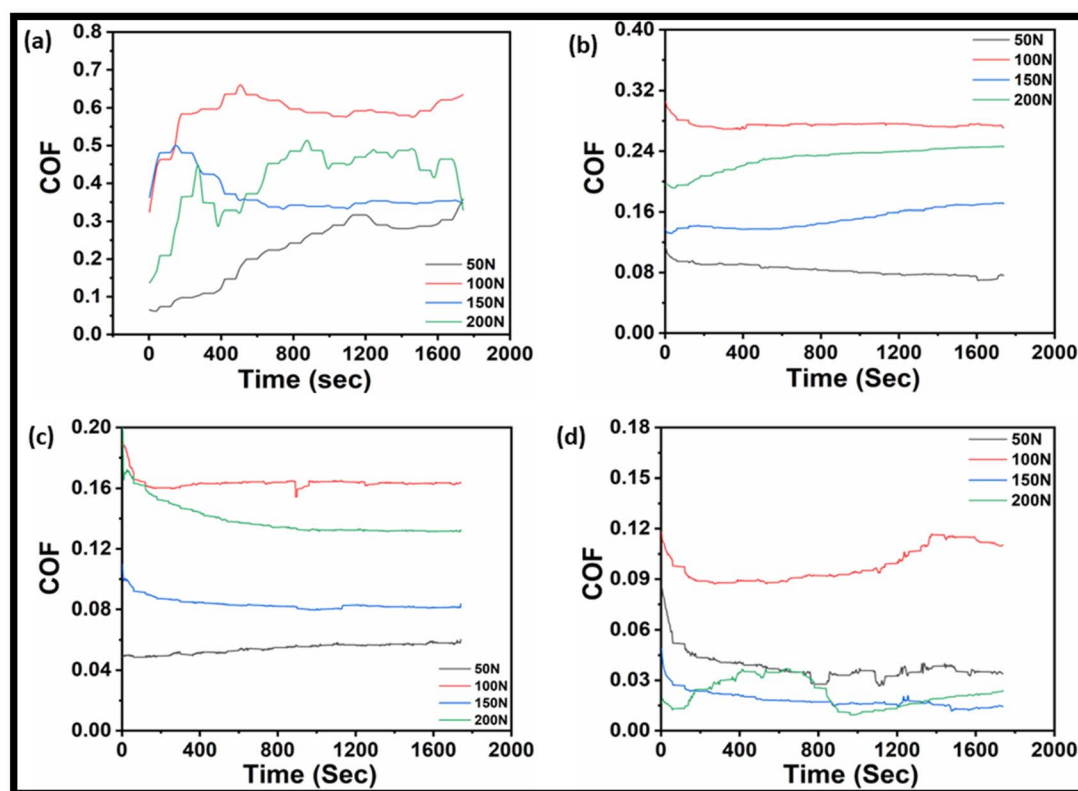 (a)
0.8
0.7
0.6
0.5
0.4
0.3
0.2
0.1
0.0
COF
50N
100N
150N
200N
0 400 800 1200 1600 2000
Time (sec)
(b)
0.40
0.32
0.24
0.16
0.08
0.00
COF
50N
100N
150N
200N
0 400 800 1200 1600 2000
Time (Sec)
(c)
0.20
0.16
0.12
0.08
0.04
0.00
COF
50N
100N
150N
200N
0 400 800 1200 1600 2000
Time (Sec)
(d)
0.18
0.15
0.12
0.09
0.06
0.03
0.00
COF
50N
100N
150N
200N
0 400 800 1200 1600 2000
Time (Sec)